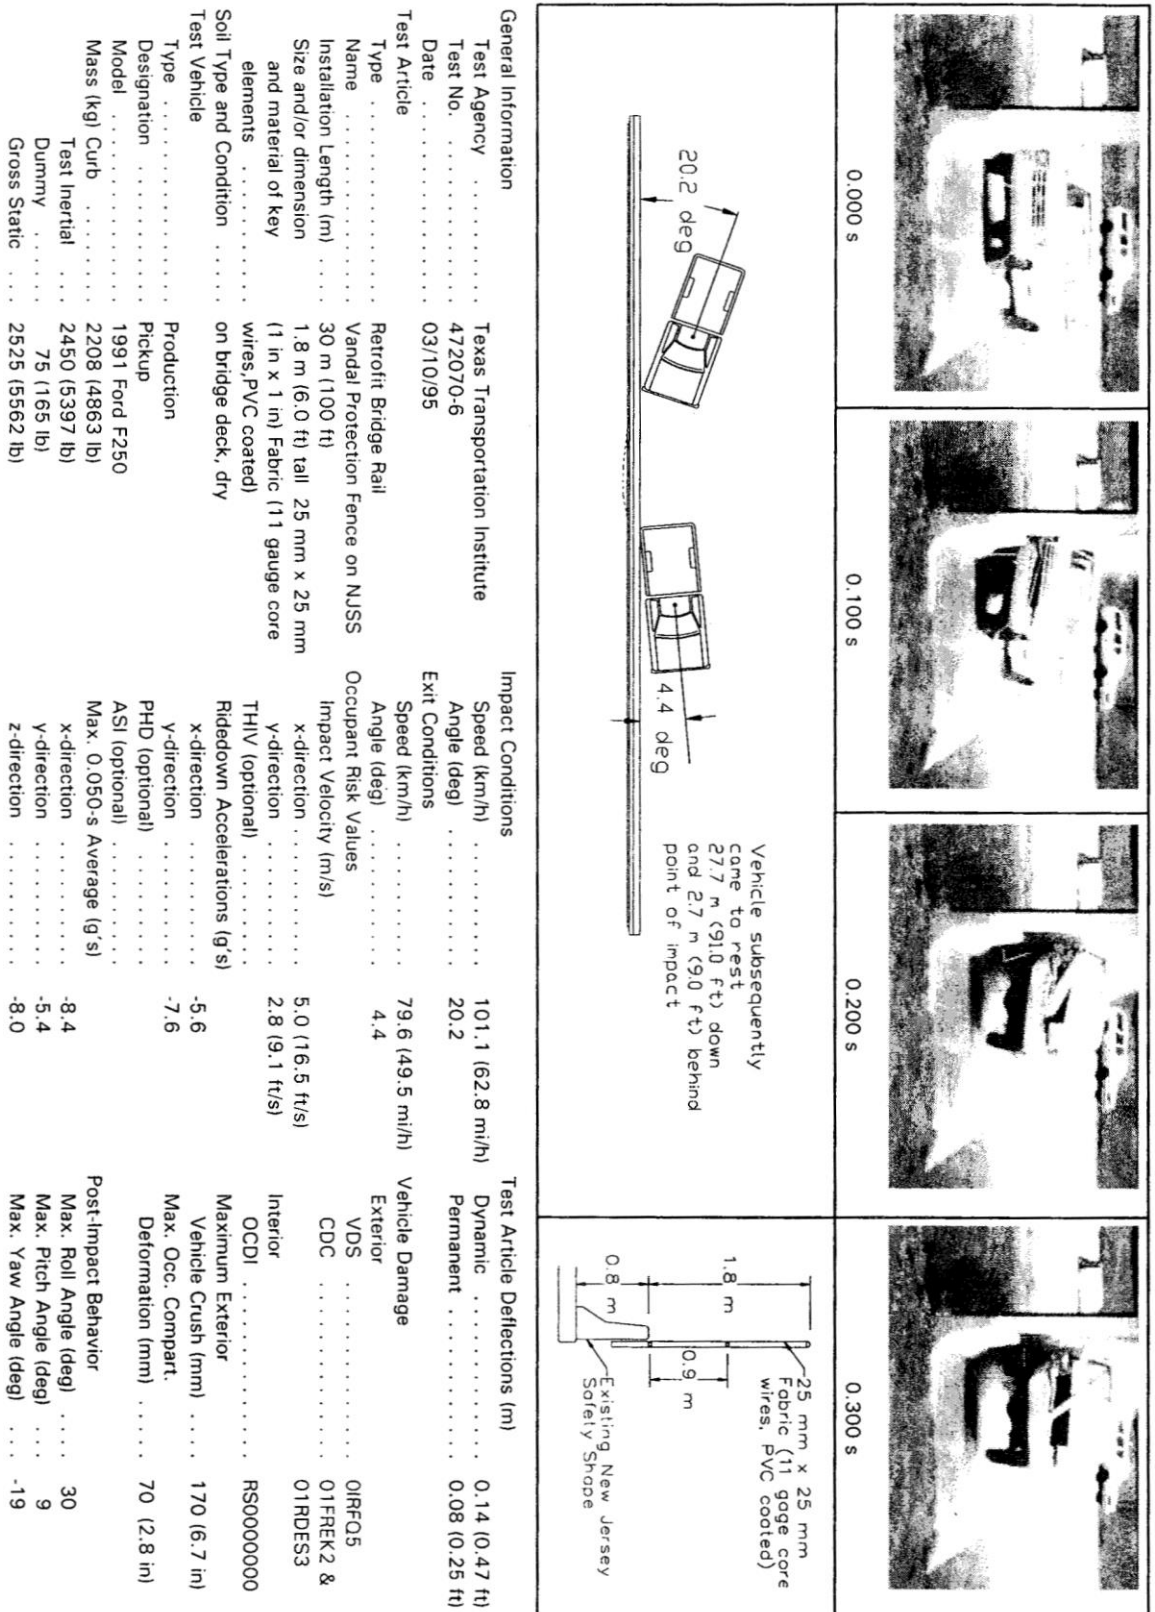 0.000 s
0.100 s
0.200 s
0.300 s
20.2 deg
4.4 deg
Vehicle subsequently
came to rest
27.7 m (91.0 ft) down
and 2.7 m (9.0 ft) behind
point of impact
1.8 m
0.8 m
0.9 m
25 mm x 25 mm
Fabric (11 gage core
wires, PVC coated)
Existing New Jersey
Safety Shape
General Information
Test Agency . . . . . . . . Texas Transportation Institute
Test No. . . . . . . . . . . 472070-6
Date . . . . . . . . . . . . . 03/10/95
Test Article
Type . . . . . . . . . . . . . Retrofit Bridge Rail
Name . . . . . . . . . . . . Vandal Protection Fence on NJSS
Installation Length (m) . . . 30 m (100 ft)
Size and/or dimension 1.8 m (6.0 ft) tall 25 mm x 25 mm
and material of key (1 in x 1 in) Fabric (11 gauge core
elements . . . . . . . . . . wires,PVC coated)
Soil Type and Condition . . . . on bridge deck, dry
Test Vehicle
Type . . . . . . . . . . . . . Production
Designation . . . . . . . . . Pickup
Model . . . . . . . . . . . . . 1991 Ford F250
Mass (kg) Curb . . . . . . . 2208 (4863 lb)
Test Inertial . . . 2450 (5397 lb)
Dummy . . . . . 75 (165 lb)
Gross Static . . . 2525 (5562 lb)
Impact Conditions
Speed (km/h) . . . . . . . . . 101.1 (62.8 mi/h)
Angle (deg) . . . . . . . . . . 20.2
Exit Conditions
Speed (km/h) . . . . . . . . . 79.6 (49.5 mi/h)
Angle (deg) . . . . . . . . . . 4.4
Occupant Risk Values
Impact Velocity (m/s)
x-direction . . . . . . . . . . 5.0 (16.5 ft/s)
y-direction . . . . . . . . . . 2.8 (9.1 ft/s)
THIV (optional) . . . . . . . .
Ridedown Accelerations (g's)
x-direction . . . . . . . . . . -5.6
y-direction . . . . . . . . . . -7.6
PHD (optional) . . . . . . . .
ASI (optional) . . . . . . . . .
Max. 0.050-s Average (g's)
x-direction . . . . . . . . . . -8.4
y-direction . . . . . . . . . . -5.4
z-direction . . . . . . . . . . -8.0
Test Article Deflections (m)
Dynamic . . . . . . . . . . 0.14 (0.47 ft)
Permanent . . . . . . . . . 0.08 (0.25 ft)
Vehicle Damage
Exterior
VDS . . . . . . . . . . . . 0IRFQ5
CDC . . . . . . . . . . . . 01FREK2 &
01RDES3
Interior
OCDI . . . . . . . . . . . . RS0000000
Maximum Exterior
Vehicle Crush (mm) . . . . 170 (6.7 in)
Max. Occ. Compart.
Deformation (mm) . . . . . 70 (2.8 in)
Post-Impact Behavior
Max. Roll Angle (deg) . . . . 30
Max. Pitch Angle (deg) . . . 9
Max. Yaw Angle (deg) . . . -19